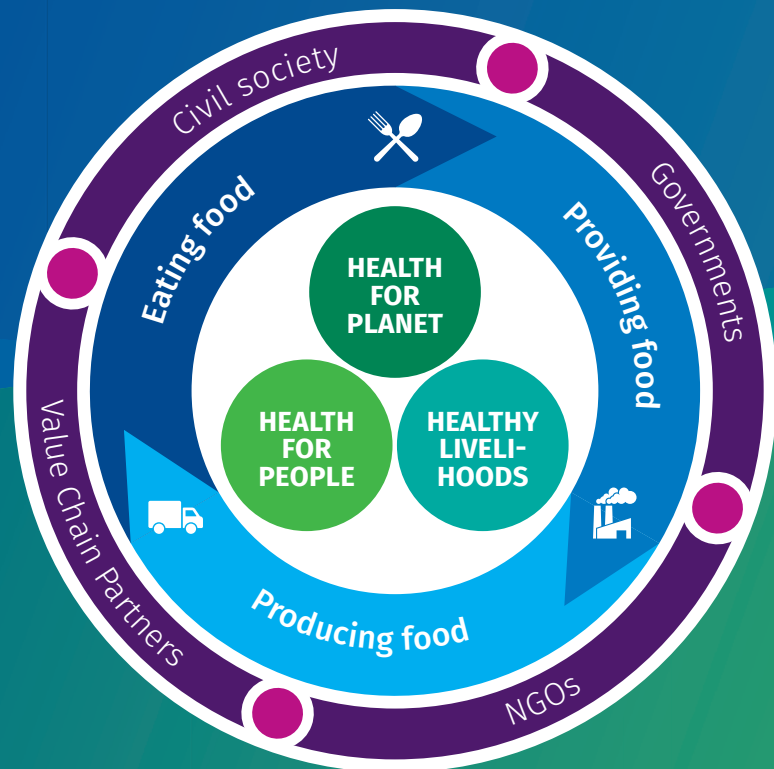 Civil society
Governments
NGOs
Value Chain Partners
Eating food
Providing food
Producing food
HEALTH
FOR
PLANET
HEALTH
FOR
PEOPLE
HEALTHY
LIVELI-
HOODS